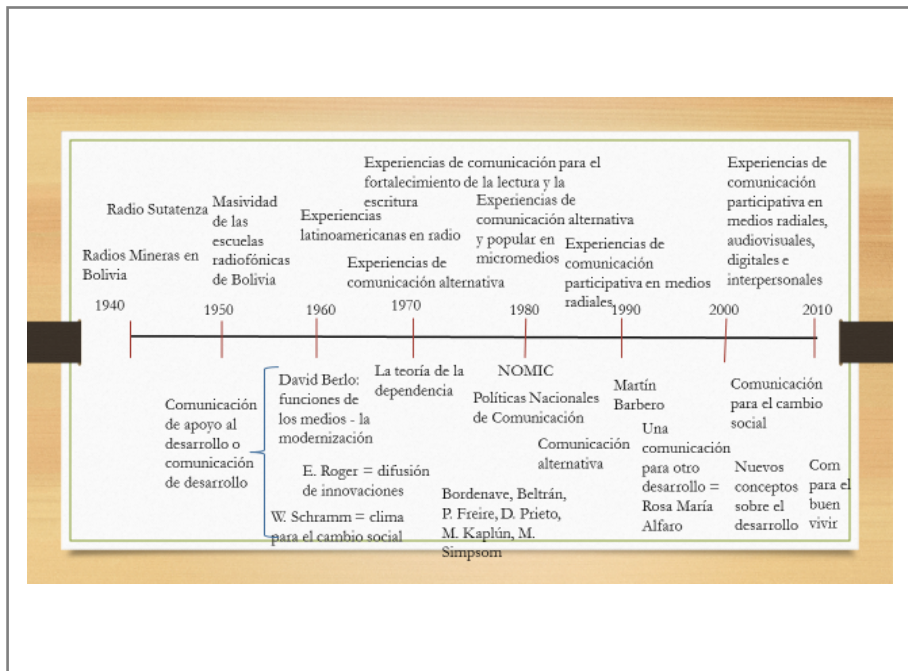 Experiencias de comunicación para el
fortalecimiento de la lectura y la
escritura
Experiencias de
comunicación
participativa en
medios radiales,
audiovisuales,
digitales e
interpersonales
Radio Sutatenza
Masividad
de las
escuelas
radiofónicas
de Bolivia
Experiencias
latinoamericanas en radio
Experiencias de
comunicación alternativa
y popular en
micromedios
Radios Mineras en
Bolivia
Experiencias de
comunicación alternativa
Experiencias de
comunicación
participativa en medios
radiales,
1940
1950
1960
1970
1980
1990
2000
2010
Comunicación
de apoyo al
desarrollo o
comunicación
de desarrollo
David Berlo:
funciones de
los medios - la
modernización
E. Roger = difusión
de innovaciones
W. Schramm = clima
para el cambio social
La teoría de la
dependencia
NOMIC
Políticas Nacionales
de Comunicación
Comunicación
alternativa
Bordenave, Beltrán,
P. Freire, D. Prieto,
M. Kaplún, M.
Simpsom
Martín
Barbero
Una
comunicación
para otro
desarrollo =
Rosa María
Alfaro
Comunicación
para el cambio
social
Nuevos
conceptos
sobre el
desarrollo
Com
para el
buen
vivir